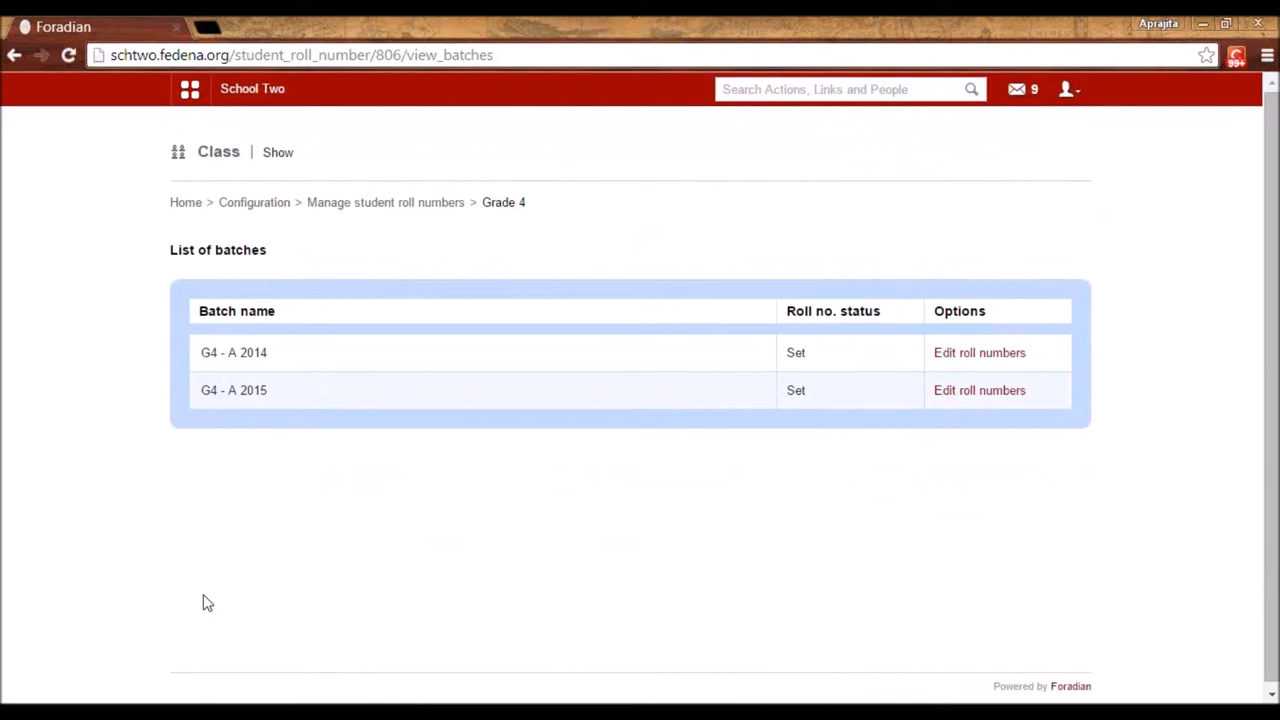 Foradian
Aprajita
schtwo.fedena.org/student_roll_number/806/view_batches
99+
School Two
Search Actions, Links and People
9
Class | Show
Home > Configuration > Manage student roll numbers > Grade 4
List of batches
Batch name Roll no. status Options
G4 - A 2014 Set Edit roll numbers
G4 - A 2015 Set Edit roll numbers
Powered by Foradian